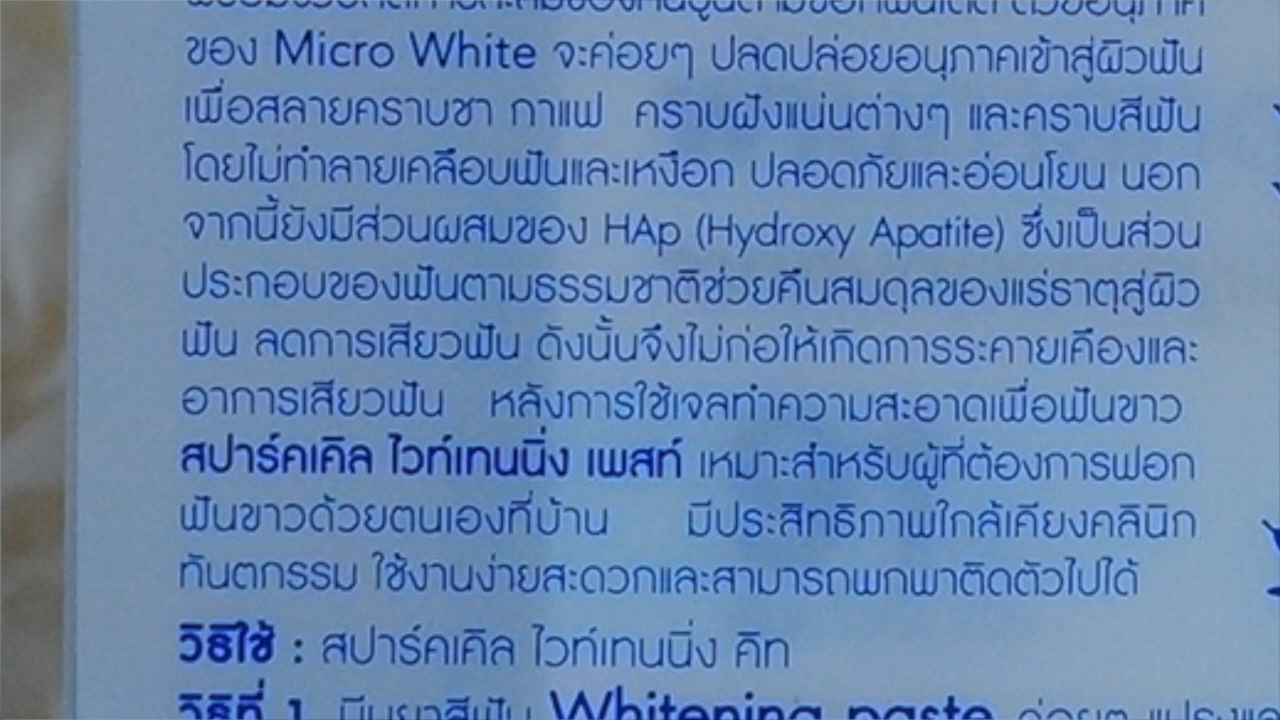 ของ Micro White จะค่อยๆ ปลดปล่อยอนุภาคเข้าสู่ผิวฟัน
เพื่อสลายคราบชา กาแฟ คราบฝังแน่นต่างๆ และคราบสีฟัน
โดยไม่ทำลายเคลือบฟันและเหงือก ปลอดภัยและอ่อนโยน นอก
จากนี้ยังมีส่วนผสมของ HAp (Hydroxy Apatite) ซึ่งเป็นส่วน
ประกอบของฟันตามธรรมชาติช่วยคืนสมดุลของแร่ธาตุสู่ผิว
ฟัน ลดการเสียวฟัน ดังนั้นจึงไม่ก่อให้เกิดการระคายเคืองและ
อาการเสียวฟัน หลังการใช้เจลทำความสะอาดเพื่อฟันขาว
สปาร์คเคิล ไวท์เทนนิ่ง เพสท์ เหมาะสำหรับผู้ที่ต้องการฟอก
ฟันขาวด้วยตนเองที่บ้าน มีประสิทธิภาพใกล้เคียงคลินิก
ทันตกรรม ใช้งานง่ายสะดวกและสามารถพกพาติดตัวไปได้
วิธีใช้ : สปาร์คเคิล ไวท์เทนนิ่ง คิท
วิธีที่ 1 บีบยาสีฟัน Whitening paste ค่อยๆ